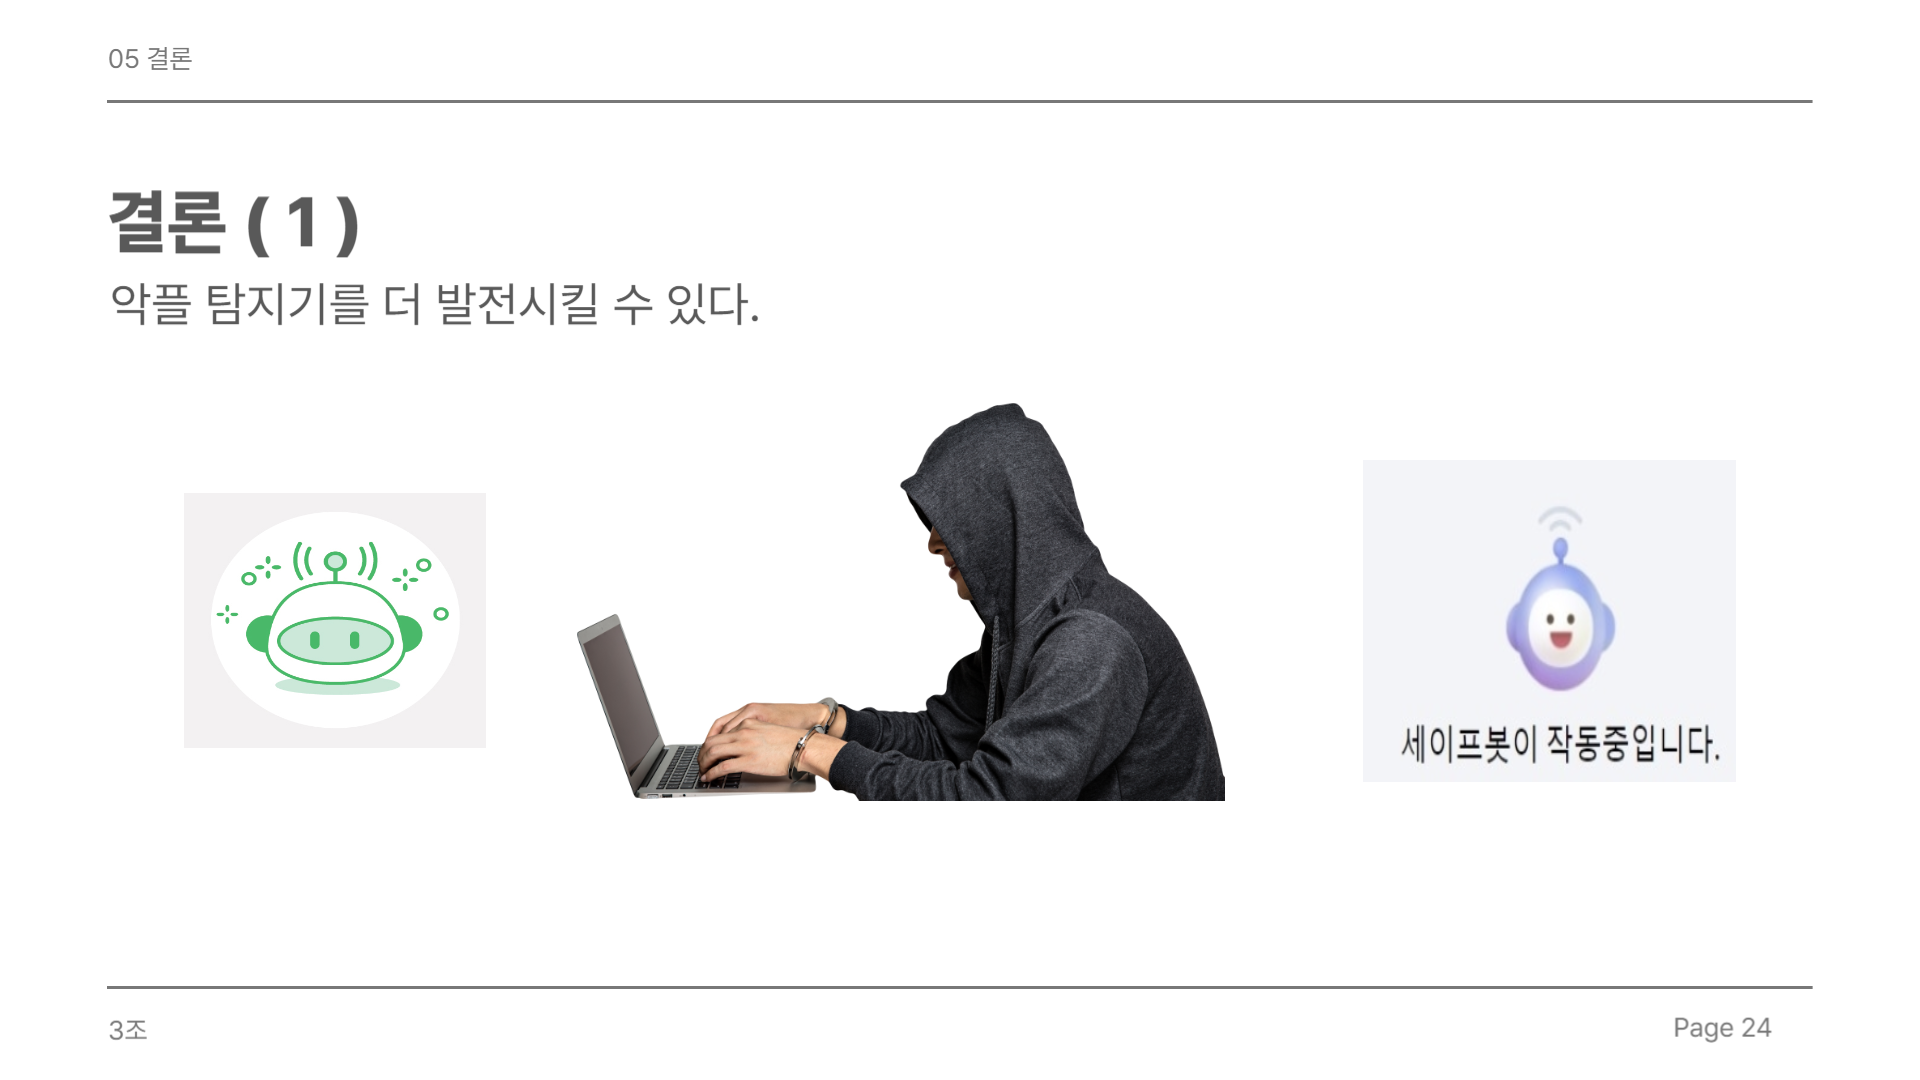 05 결론
결론 ( 1 )
악플 탐지기를 더 발전시킬 수 있다.
세이프봇이 작동중입니다.
3조
Page 24